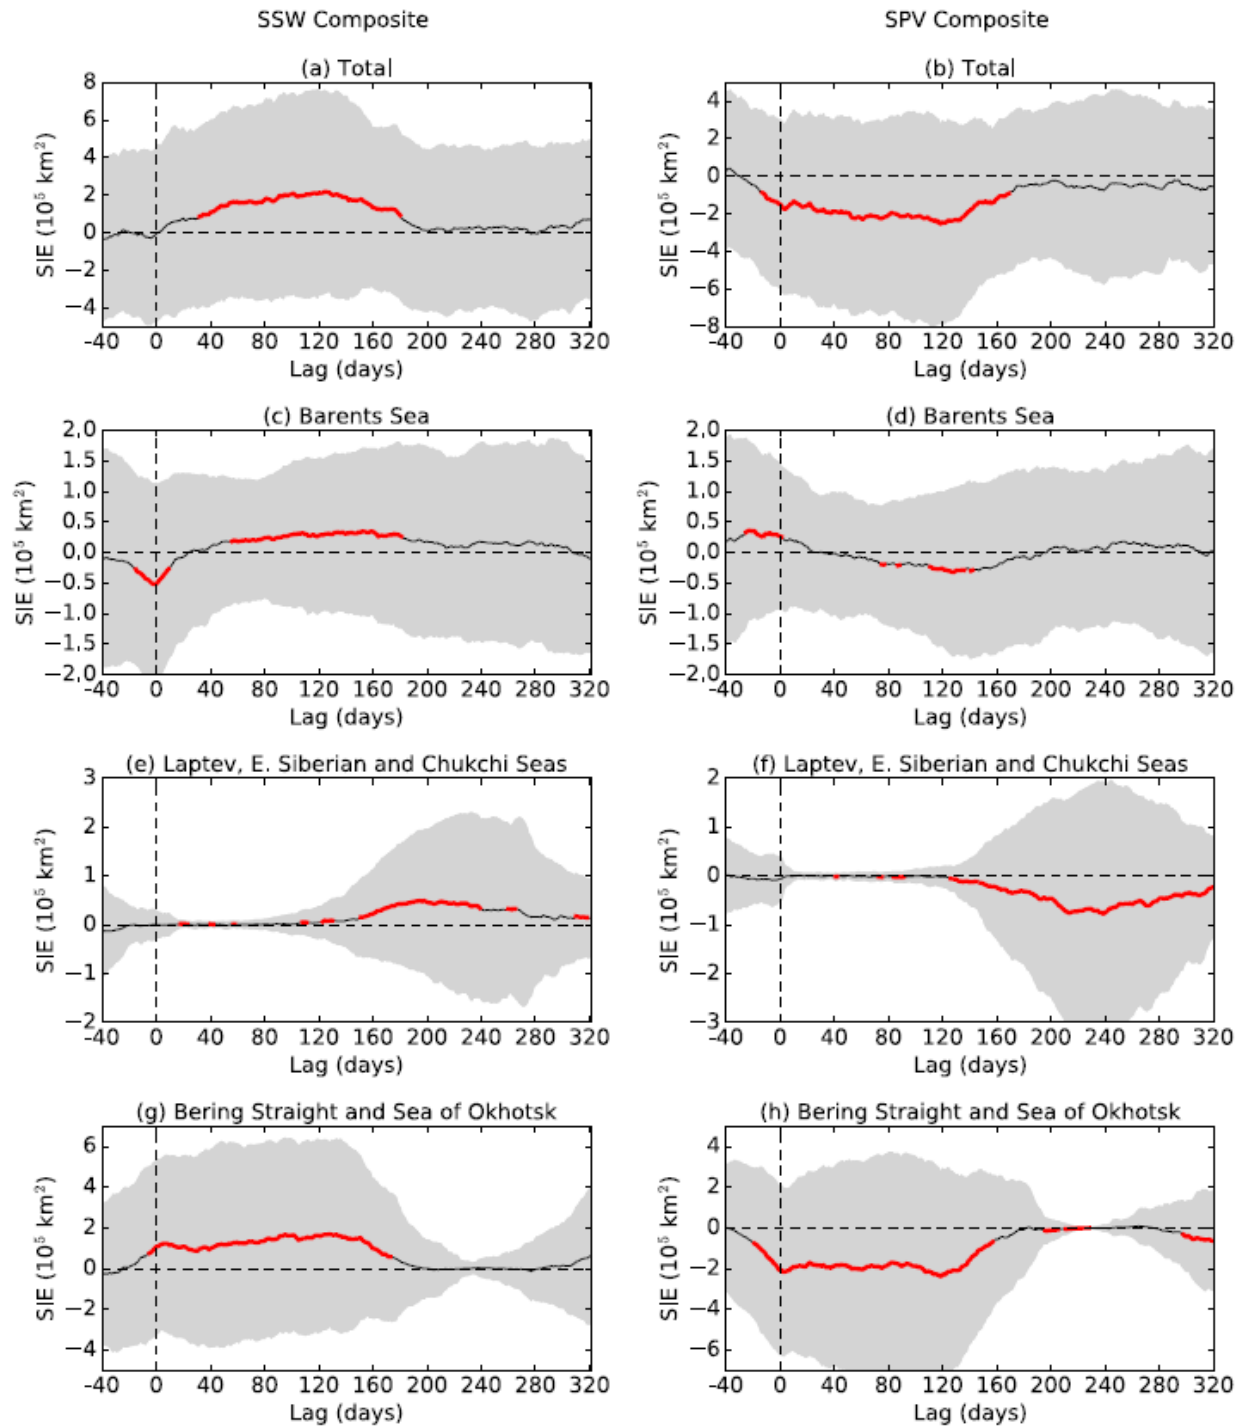 SSW Composite
SPV Composite
(a) Total
8
6
4
2
0
−2
−4
SIE (10⁵ km²)
-40 0 40 80 120 160 200 240 280 320
Lag (days)
(b) Total
4
2
0
−2
−4
−6
−8
SIE (10⁵ km²)
-40 0 40 80 120 160 200 240 280 320
Lag (days)
(c) Barents Sea
2.0
1.5
1.0
0.5
0.0
−0.5
−1.0
−1.5
−2.0
SIE (10⁵ km²)
-40 0 40 80 120 160 200 240 280 320
Lag (days)
(d) Barents Sea
2.0
1.5
1.0
0.5
0.0
−0.5
−1.0
−1.5
−2.0
SIE (10⁵ km²)
-40 0 40 80 120 160 200 240 280 320
Lag (days)
(e) Laptev, E. Siberian and Chukchi Seas
3
2
1
0
−1
−2
SIE (10⁵ km²)
-40 0 40 80 120 160 200 240 280 320
Lag (days)
(f) Laptev, E. Siberian and Chukchi Seas
2
1
0
−1
−2
−3
SIE (10⁵ km²)
-40 0 40 80 120 160 200 240 280 320
Lag (days)
(g) Bering Straight and Sea of Okhotsk
6
4
2
0
−2
−4
SIE (10⁵ km²)
-40 0 40 80 120 160 200 240 280 320
Lag (days)
(h) Bering Straight and Sea of Okhotsk
4
2
0
−2
−4
−6
SIE (10⁵ km²)
-40 0 40 80 120 160 200 240 280 320
Lag (days)